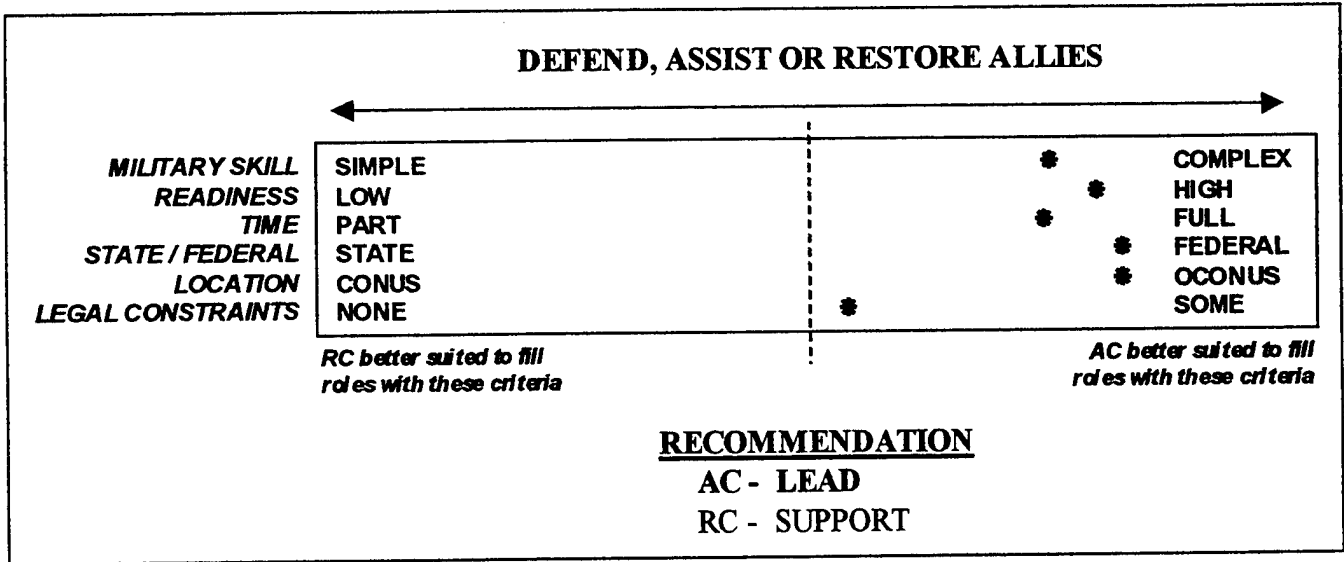 DEFEND, ASSIST OR RESTORE ALLIES
MILITARY SKILL SIMPLE COMPLEX
READINESS LOW HIGH
TIME PART FULL
STATE / FEDERAL STATE FEDERAL
LOCATION CONUS OCONUS
LEGAL CONSTRAINTS NONE SOME
RC better suited to fill
roles with these criteria
AC better suited to fill
roles with these criteria
RECOMMENDATION
AC - LEAD
RC - SUPPORT